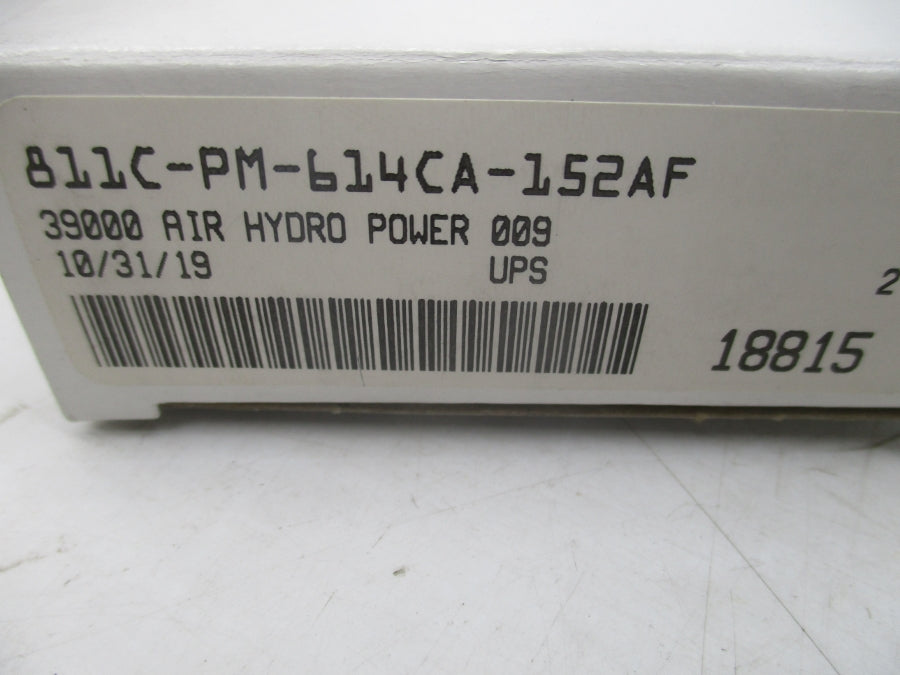 811C-PM-614CA-152AF
39000 AIR HYDRO POWER 009
10/31/19 UPS
2
18815